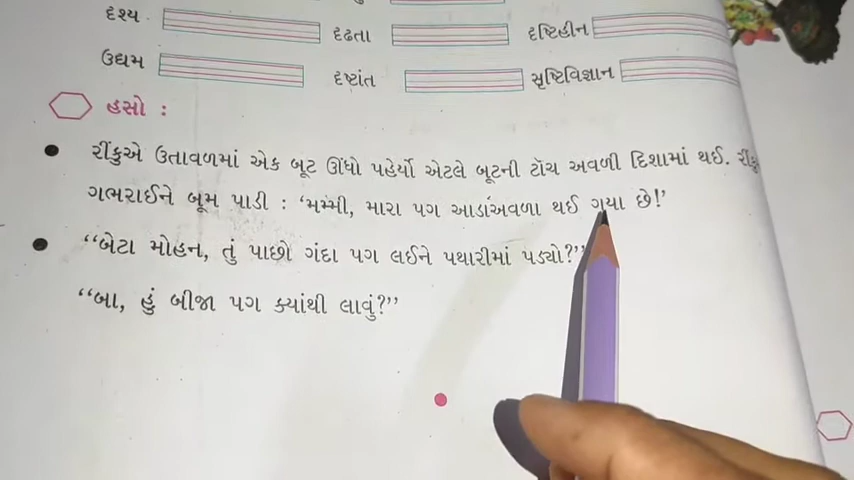 દૃશ્ય દૃઢતા દૃષ્ટિહીન
ઉદ્યમ દૃષ્ટાંત સૃષ્ટિવિજ્ઞાન
હસો :
રીંકુએ ઉતાવળમાં એક બૂટ ઊંધો પહેર્યો એટલે બૂટની ટૉચ અવળી દિશામાં થઈ. રીંકુ
ગભરાઈને બૂમ પાડી : ‘મમ્મી, મારા પગ આડાંઅવળા થઈ ગયા છે!’
“બેટા મોહન, તું પાછો ગંદા પગ લઈને પથારીમાં પડ્યો?”
“બા, હું બીજા પગ ક્યાંથી લાવું?”